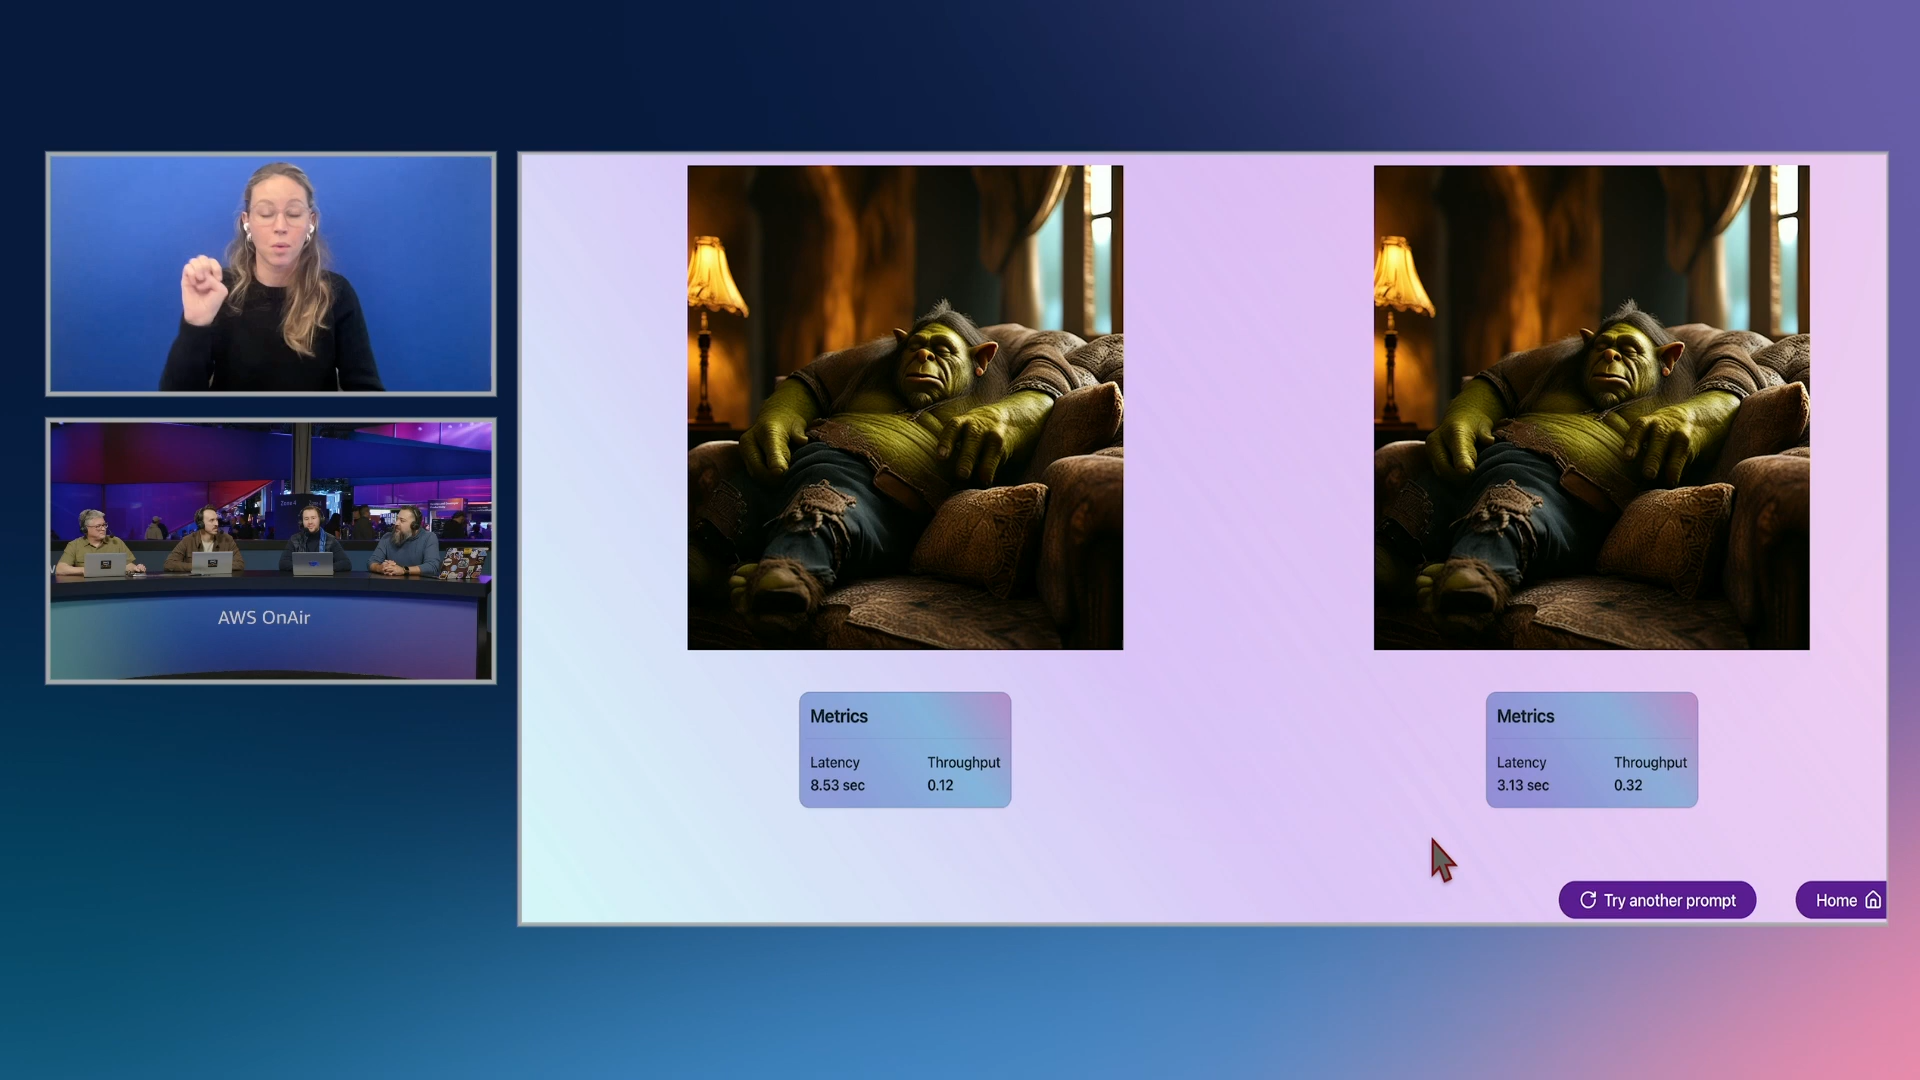 AWS OnAir
Metrics
Latency Throughput
8.53 sec 0.12
Metrics
Latency Throughput
3.13 sec 0.32
Try another prompt
Home